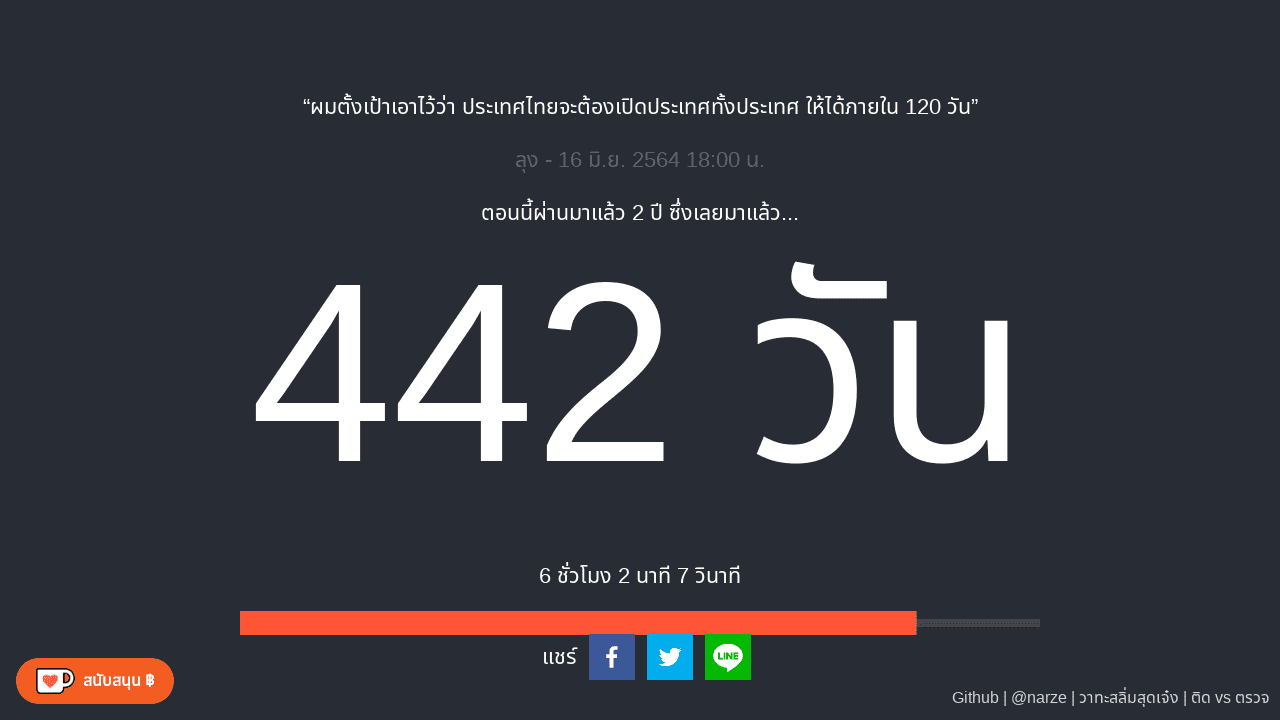 “ผมตั้งเป้าเอาไว้ว่า ประเทศไทยจะต้องเปิดประเทศทั้งประเทศ ให้ได้ภายใน 120 วัน”
ลุง - 16 มิ.ย. 2564 18:00 น.
ตอนนี้ผ่านมาแล้ว 2 ปี ซึ่งเลยมาแล้ว...
442 วัน
6 ชั่วโมง 2 นาที 7 วินาที
แชร์
LINE
สนับสนุน ฿
Github | @narze | วาทะสลิ่มสุดเจ๋ง | ติด vs ตรวจ